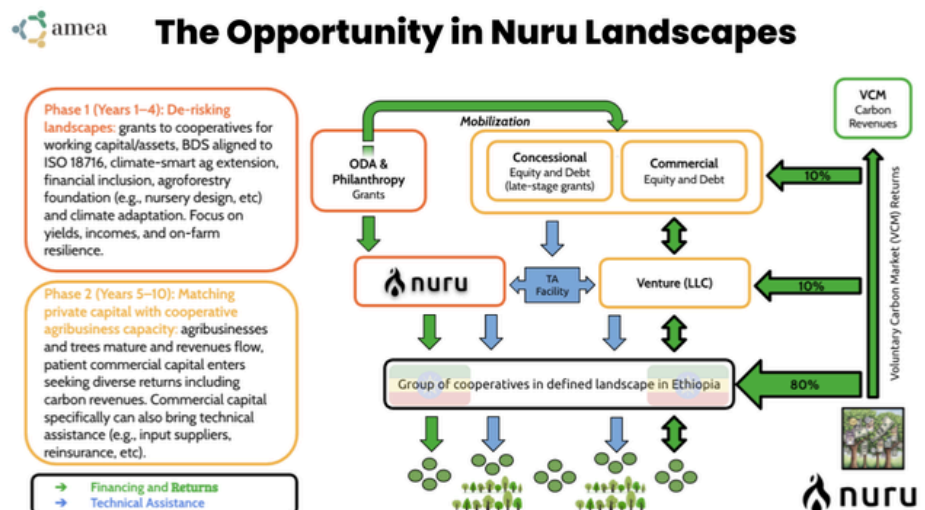 amea
The Opportunity in Nuru Landscapes
Phase 1 (Years 1–4): De-risking
landscapes: grants to cooperatives for
working capital/assets, BDS aligned to
ISO 18716, climate-smart ag extension,
financial inclusion, agroforestry
foundation (e.g., nursery design, etc)
and climate adaptation. Focus on
yields, incomes, and on-farm
resilience.
Phase 2 (Years 5–10): Matching
private capital with cooperative
agribusiness capacity: agribusinesses
and trees mature and revenues flow,
patient commercial capital enters
seeking diverse returns including
carbon revenues. Commercial capital
specifically can also bring technical
assistance (e.g., input suppliers,
reinsurance, etc).
→ Financing and Returns
→ Technical Assistance
Mobilization
ODA &
Philanthropy
Grants
Concessional
Equity and Debt
(late-stage grants)
Commercial
Equity and Debt
VCM
Carbon
Revenues
10%
nuru
TA
Facility
Venture (LLC)
10%
Voluntary Carbon Market (VCM) Returns
Group of cooperatives in defined landscape in Ethiopia
80%
nuru